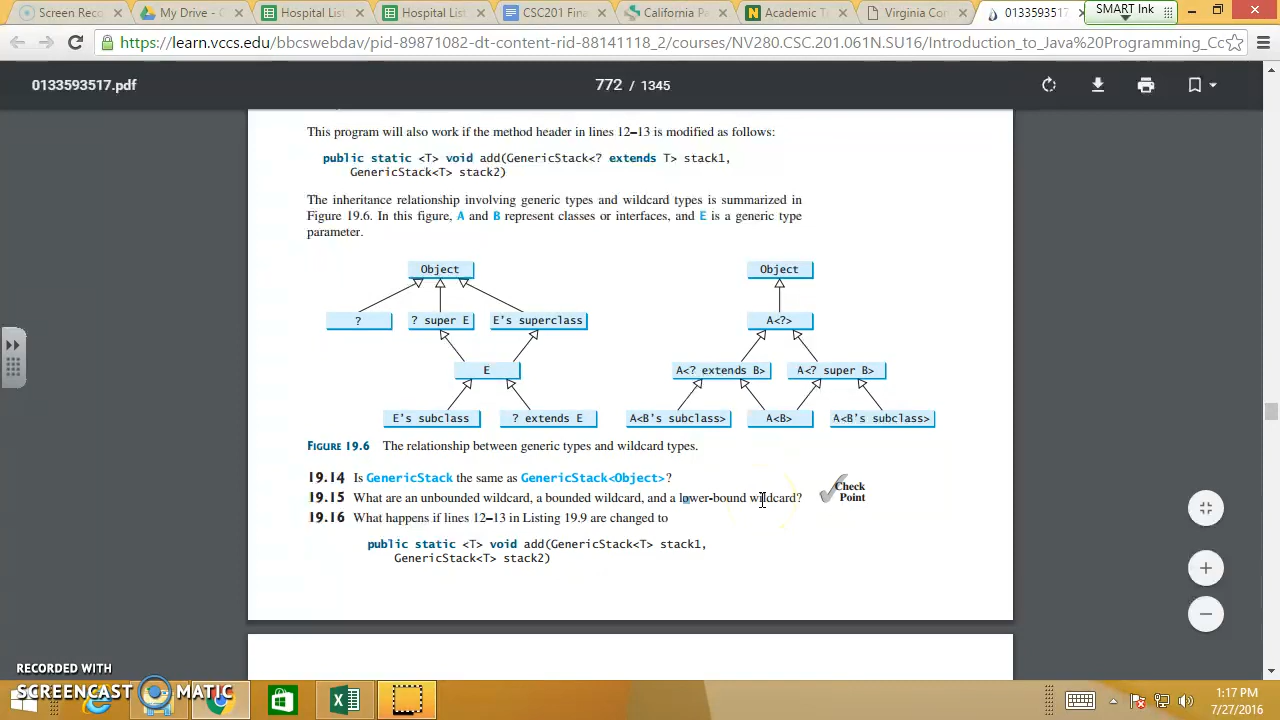 Screen Rec
My Drive - C
Hospital List
Hospital List
CSC201 Fina
California Pe
Academic T
Virginia Con
0133593517
SMART Ink
https://learn.vccs.edu/bbcswebdav/pid-89871082-dt-content-rid-88141118_2/courses/NV280.CSC.201.061N.SU16/Introduction_to_Java%20Programming_Cc
0133593517.pdf
772 / 1345
This program will also work if the method header in lines 12–13 is modified as follows:
public static <T> void add(GenericStack<? extends T> stack1,
GenericStack<T> stack2)
The inheritance relationship involving generic types and wildcard types is summarized in
Figure 19.6. In this figure, A and B represent classes or interfaces, and E is a generic type
parameter.
Object
Object
?
? super E
E's superclass
A<?>
E
A<? extends B>
A<? super B>
E's subclass
? extends E
A<B's subclass>
A<B>
A<B's subclass>
FIGURE 19.6 The relationship between generic types and wildcard types.
19.14 Is GenericStack the same as GenericStack<Object>?
19.15 What are an unbounded wildcard, a bounded wildcard, and a lower-bound wildcard?
Check
Point
19.16 What happens if lines 12–13 in Listing 19.9 are changed to
public static <T> void add(GenericStack<T> stack1,
GenericStack<T> stack2)
RECORDED WITH
SCREENCAST MATIC
1:17 PM
7/27/2016